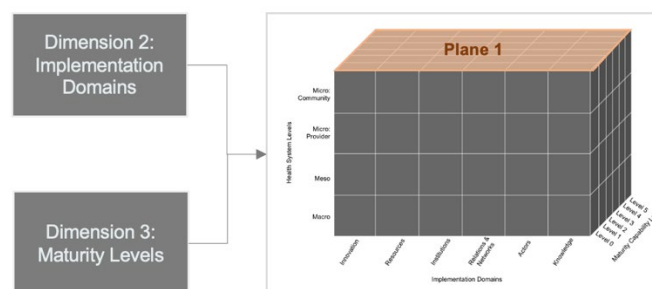 Dimension 2:
Implementation
Domains
Dimension 3:
Maturity Levels
Plane 1
Health System Levels
Micro:
Community
Micro:
Provider
Meso
Macro
Innovation
Resources
Institutions
Relations &
Networks
Actors
Knowledge
Implementation Domains
Level 0
Level 1
Level 2
Level 3
Level 4
Level 5
Maturity Capability